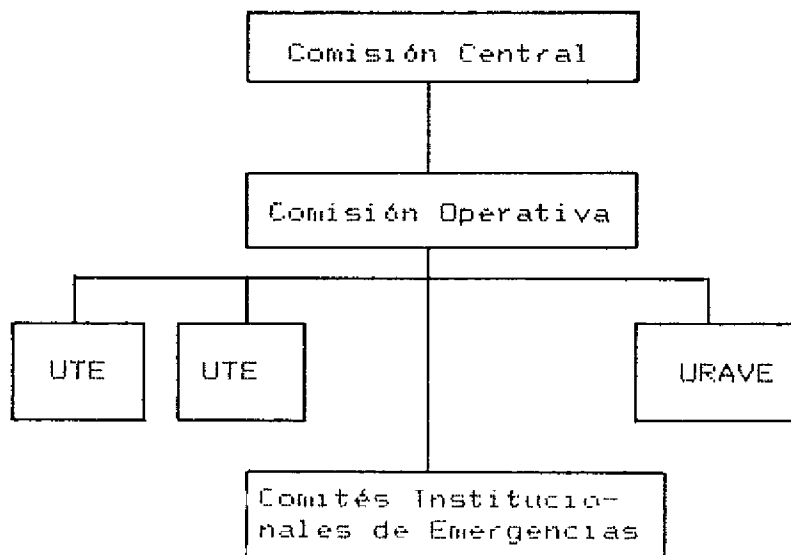 Comisión Central
Comisión Operativa
UTE
UTE
URAVE
Comités Institucio-
nales de Emergencias